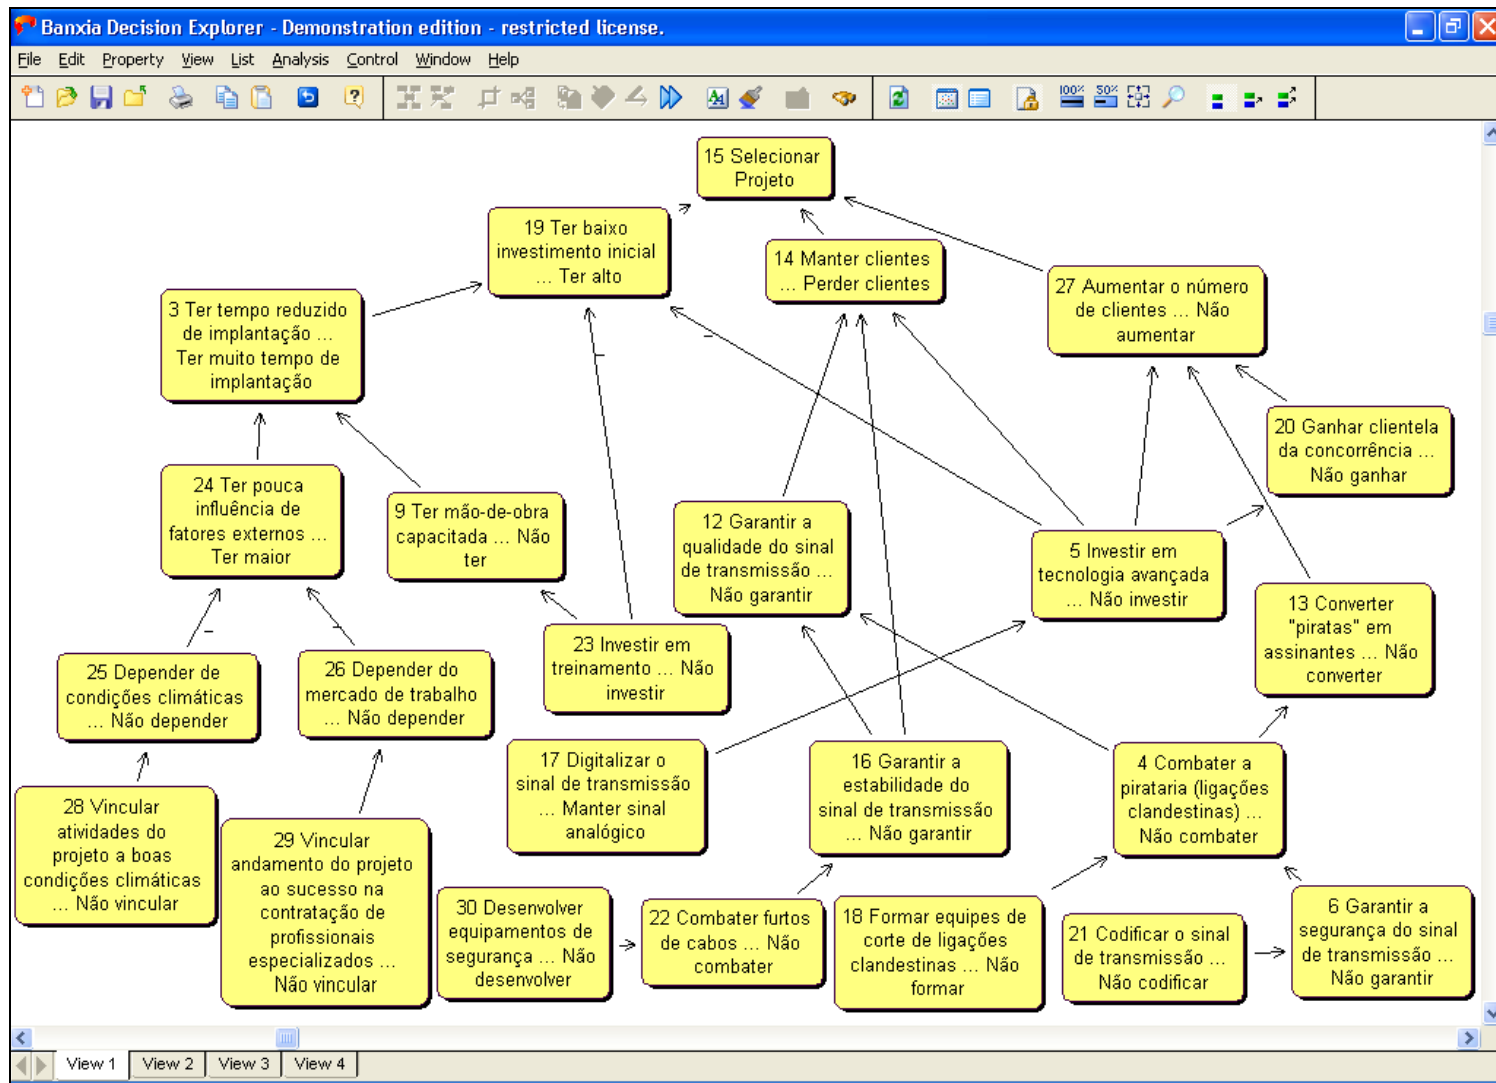 Banxia Decision Explorer - Demonstration edition - restricted license.
File Edit Property View List Analysis Control Window Help
100% 50%
15 Selecionar
Projeto
19 Ter baixo
investimento inicial
... Ter alto
14 Manter clientes
... Perder clientes
27 Aumentar o número
de clientes ... Não
aumentar
3 Ter tempo reduzido
de implantação ...
Ter muito tempo de
implantação
20 Ganhar clientela
da concorrência ...
Não ganhar
24 Ter pouca
influência de
fatores externos ...
Ter maior
9 Ter mão-de-obra
capacitada ... Não
ter
12 Garantir a
qualidade do sinal
de transmissão ...
Não garantir
5 Investir em
tecnologia avançada
... Não investir
13 Converter
"piratas" em
assinantes ... Não
converter
25 Depender de
condições climáticas
... Não depender
26 Depender do
mercado de trabalho
... Não depender
23 Investir em
treinamento ... Não
investir
17 Digitalizar o
sinal de transmissão
... Manter sinal
analógico
16 Garantir a
estabilidade do
sinal de transmissão
... Não garantir
4 Combater a
pirataria (ligações
clandestinas) ...
Não combater
28 Vincular
atividades do
projeto a boas
condições climáticas
... Não vincular
29 Vincular
andamento do projeto
ao sucesso na
contratação de
profissionais
especializados ...
Não vincular
30 Desenvolver
equipamentos de
segurança ... Não
desenvolver
22 Combater furtos
de cabos ... Não
combater
18 Formar equipes de
corte de ligações
clandestinas ... Não
formar
21 Codificar o sinal
de transmissão ...
Não codificar
6 Garantir a
segurança do sinal
de transmissão ...
Não garantir
View 1 View 2 View 3 View 4